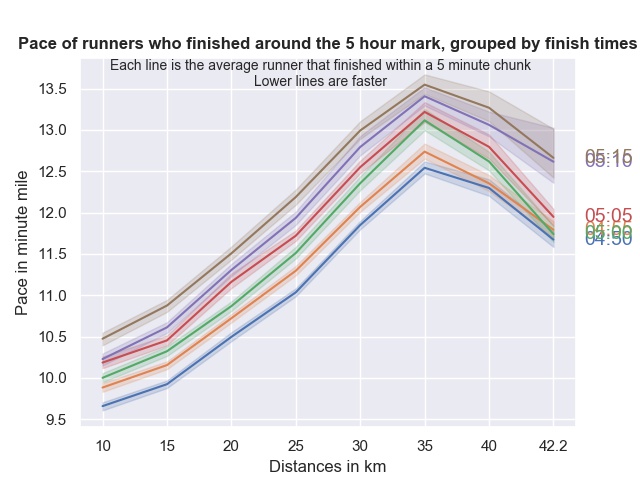 Pace of runners who finished around the 5 hour mark, grouped by finish times
Each line is the average runner that finished within a 5 minute chunk
Lower lines are faster
Pace in minute mile
13.5
13.0
12.5
12.0
11.5
11.0
10.5
10.0
9.5
05:15
05:10
05:05
04:50
10 15 20 25 30 35 40 42.2
Distances in km